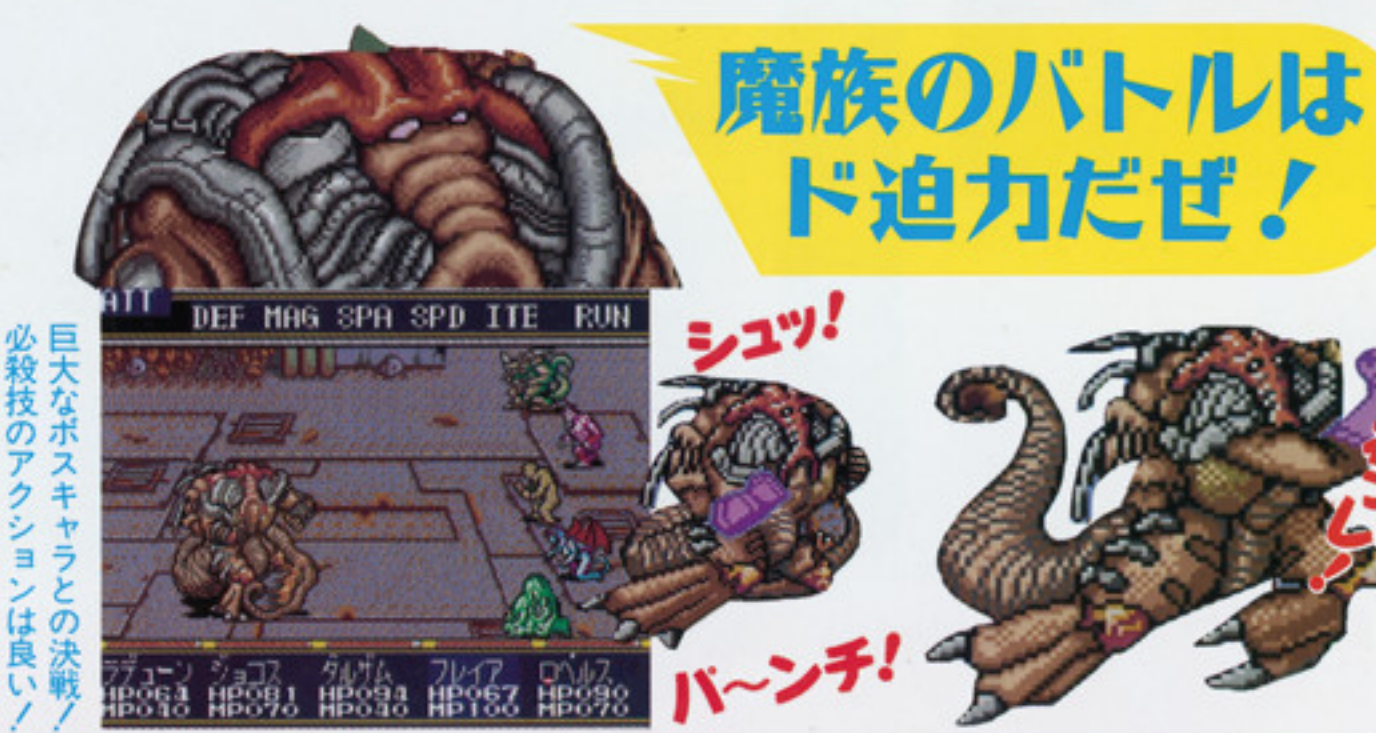 魔族のバトルは
ド迫力だぜ!
ATT DEF MAG SPA SPD ITE RUN
シュッ!
巨大なボスキャラとの決戦!
必殺技のアクションは良い!
ラデューン ショコス ダルザム フレイア ロベルス
HP064 HP081 HP094 HP067 HP090
MP070 MP100 MP070
パ〜ンチ!